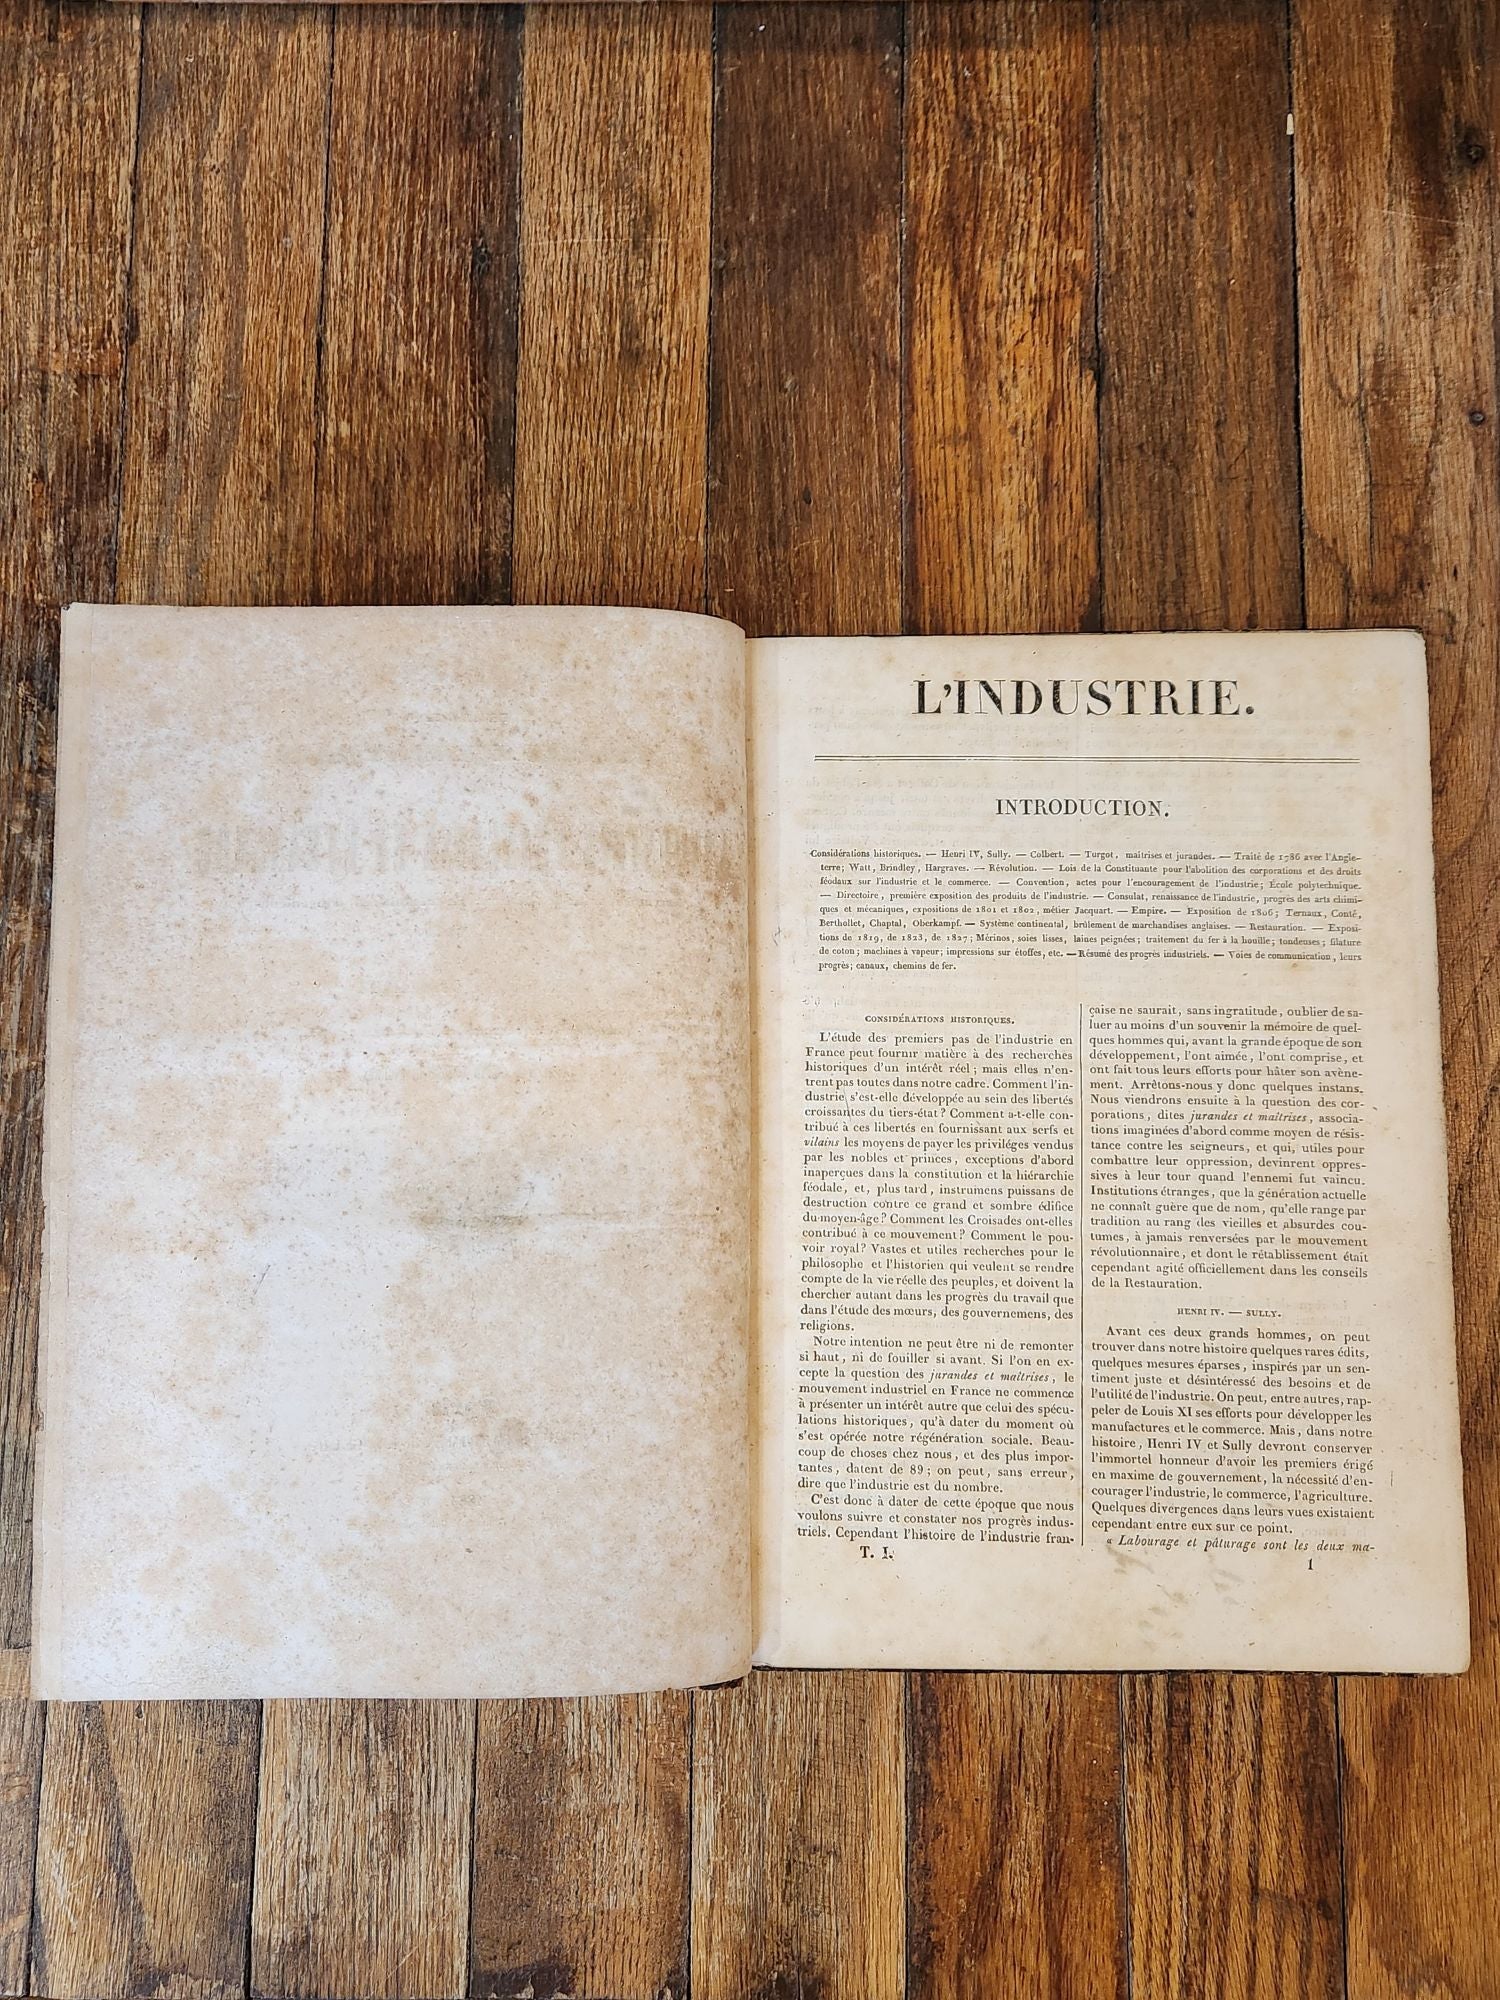 L'INDUSTRIE.
INTRODUCTION.
Considérations historiques. — Henri IV, Sully. — Colbert. — Turgot, maîtrises et jurandes. — Traité de 1786 avec l'Angle-
terre; Watt, Brindley, Hargraves. — Révolution. — Lois de la Constituante pour l'abolition des corporations et des droits
féodaux sur l'industrie et le commerce. — Convention, actes pour l'encouragement de l'industrie; École polytechnique.
— Directoire, première exposition des produits de l'industrie. — Consulat, renaissance de l'industrie, progrès des arts chimi-
ques et mécaniques, expositions de 1801 et 1802, métier Jacquart. — Empire. — Exposition de 1806; Ternaux, Conté,
Berthollet, Chaptal, Oberkampf. — Système continental, brûlement de marchandises anglaises. — Restauration. — Exposi-
tions de 1819, de 1823, de 1827; Mérinos, soies lisses, laines peignées; traitement du fer à la houille; tondeuses; filature
de coton; machines à vapeur; impressions sur étoffes, etc. — Résumé des progrès industriels. — Voies de communication, leurs
progrès; canaux, chemins de fer.
CONSIDÉRATIONS HISTORIQUES.
L'étude des premiers pas de l'industrie en
France peut fournir matière à des recherches
historiques d'un intérêt réel; mais elles n'en-
trent pas toutes dans notre cadre. Comment l'in-
dustrie s'est-elle développée au sein des libertés
croissantes du tiers-état? Comment a-t-elle con-
tribué à ces libertés en fournissant aux serfs et
vilains les moyens de payer les priviléges vendus
par les nobles et princes, exceptions d'abord
inaperçues dans la constitution et la hiérarchie
féodale, et, plus tard, instrumens puissans de
destruction contre ce grand et sombre édifice
du moyen-âge? Comment les Croisades ont-elles
contribué à ce mouvement? Comment le pou-
voir royal? Vastes et utiles recherches pour le
philosophe et l'historien qui veulent se rendre
compte de la vie réelle des peuples, et doivent la
chercher autant dans les progrès du travail que
dans l'étude des mœurs, des gouvernemens, des
religions.
Notre intention ne peut être ni de remonter
si haut, ni de fouiller si avant. Si l'on en ex-
cepte la question des jurandes et maîtrises, le
mouvement industriel en France ne commence
à présenter un intérêt autre que celui des spécu-
lations historiques, qu'à dater du moment où
s'est opérée notre régénération sociale. Beau-
coup de choses chez nous, et des plus impor-
tantes, datent de 89; on peut, sans erreur,
dire que l'industrie est du nombre.
C'est donc à dater de cette époque que nous
voulons suivre et constater nos progrès indus-
triels. Cependant l'histoire de l'industrie fran-
T. I.
çaise ne saurait, sans ingratitude, oublier de sa-
luer au moins d'un souvenir la mémoire de quel-
ques hommes qui, avant la grande époque de son
développement, l'ont aimée, l'ont comprise, et
ont fait tous leurs efforts pour hâter son avène-
ment. Arrêtons-nous y donc quelques instans.
Nous viendrons ensuite à la question des cor-
porations, dites jurandes et maîtrises, associa-
tions imaginées d'abord comme moyen de résis-
tance contre les seigneurs, et qui, utiles pour
combattre leur oppression, devinrent oppres-
sives à leur tour quand l'ennemi fut vaincu.
Institutions étranges, que la génération actuelle
ne connaît guère que de nom, qu'elle range par
tradition au rang des vieilles et absurdes cou-
tumes, à jamais renversées par le mouvement
révolutionnaire, et dont le rétablissement était
cependant agité officiellement dans les conseils
de la Restauration.
HENRI IV. — SULLY.
Avant ces deux grands hommes, on peut
trouver dans notre histoire quelques rares édits,
quelques mesures éparses, inspirés par un sen-
timent juste et désintéressé des besoins et de
l'utilité de l'industrie. On peut, entre autres, rap-
peler de Louis XI ses efforts pour développer les
manufactures et le commerce. Mais, dans notre
histoire, Henri IV et Sully devront conserver
l'immortel honneur d'avoir les premiers érigé
en maxime de gouvernement, la nécessité d'en-
courager l'industrie, le commerce, l'agriculture.
Quelques divergences dans leurs vues existaient
cependant entre eux sur ce point.
« Labourage et pâturage sont les deux ma-
1